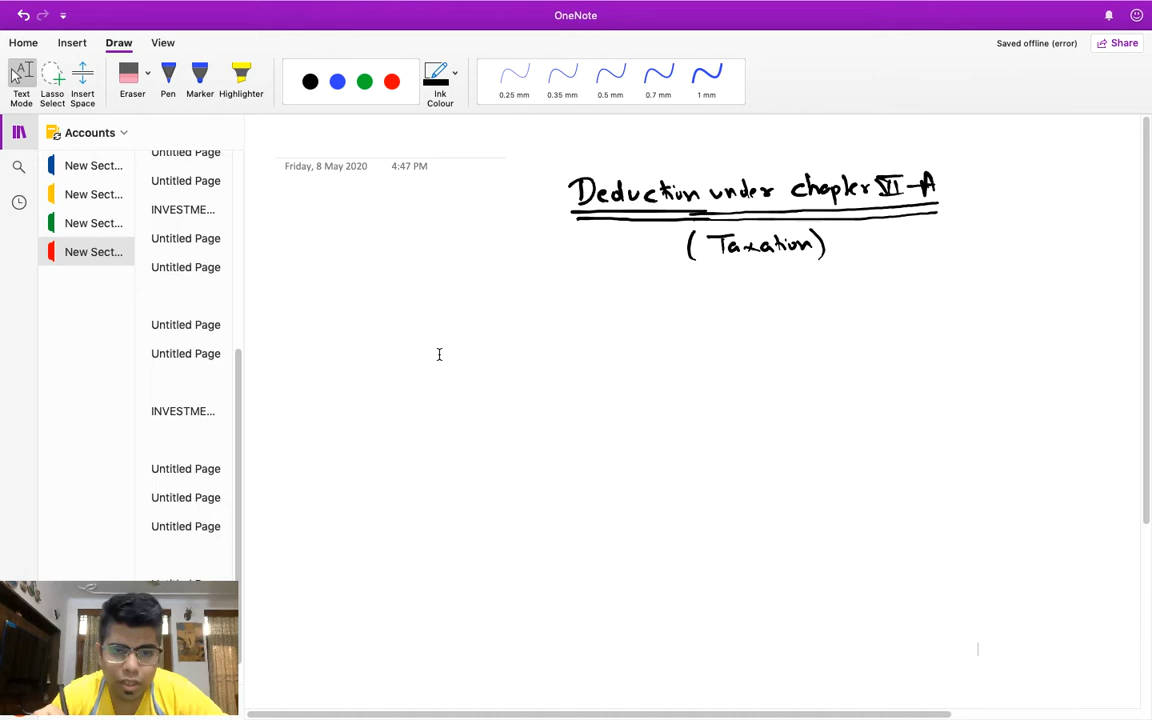 OneNote
Home Insert Draw View
Saved offline (error)
Share
Text Mode
Lasso Select
Insert Space
Eraser
Pen
Marker
Highlighter
Ink Colour
0.25 mm
0.35 mm
0.5 mm
0.7 mm
1 mm
Accounts
New Sect...
New Sect...
New Sect...
New Sect...
Untitled Page
Untitled Page
INVESTME...
Untitled Page
Untitled Page
Untitled Page
Untitled Page
INVESTME...
Untitled Page
Untitled Page
Untitled Page
Friday, 8 May 2020 4:47 PM
Deduction under chapter VI-A
(Taxation)